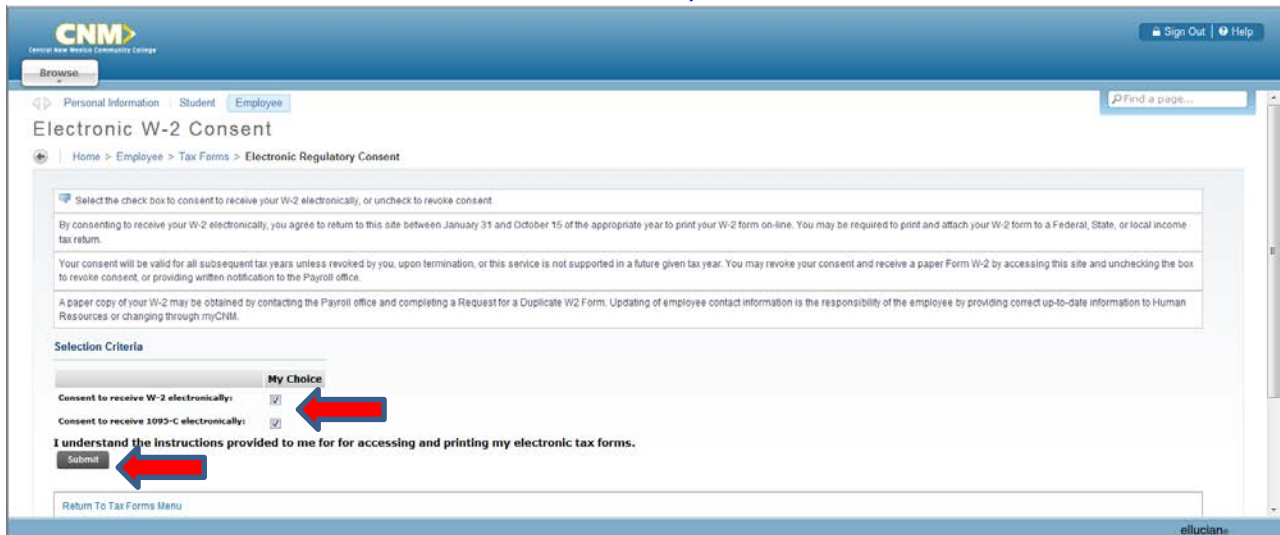 CNM
Central New Mexico Community College
Sign Out | Help
Browse
Personal Information Student Employee
Find a page...
Electronic W-2 Consent
Home > Employee > Tax Forms > Electronic Regulatory Consent
Select the check box to consent to receive your W-2 electronically, or uncheck to revoke consent.
By consenting to receive your W-2 electronically, you agree to return to this site between January 31 and October 15 of the appropriate year to print your W-2 form on-line. You may be required to print and attach your W-2 form to a Federal, State, or local income
tax return.
Your consent will be valid for all subsequent tax years unless revoked by you, upon termination, or this service is not supported in a future given tax year. You may revoke your consent and receive a paper Form W-2 by accessing this site and unchecking the box
to revoke consent, or providing written notification to the Payroll office.
A paper copy of your W-2 may be obtained by contacting the Payroll office and completing a Request for a Duplicate W2 Form. Updating of employee contact information is the responsibility of the employee by providing correct up-to-date information to Human
Resources or changing through myCNM.
Selection Criteria
My Choice
Consent to receive W-2 electronically:
Consent to receive 1095-C electronically:
I understand the instructions provided to me for for accessing and printing my electronic tax forms.
Submit
Return To Tax Forms Menu
ellucian